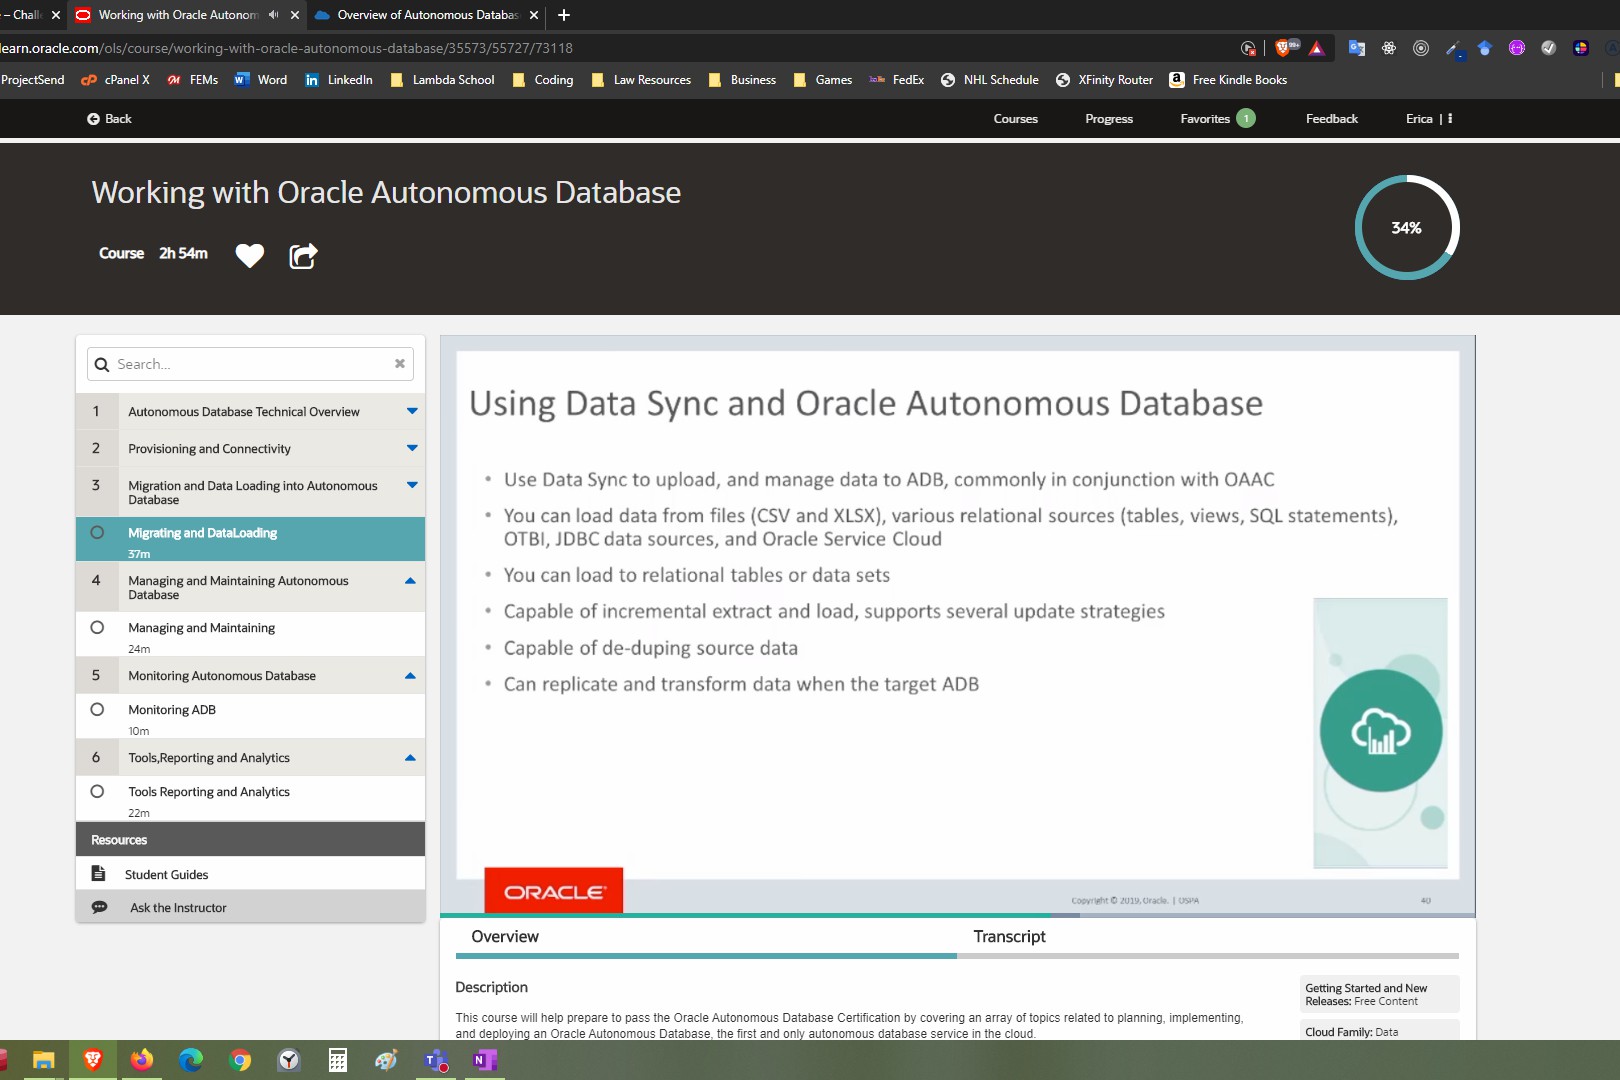 – Chall
Working with Oracle Autonom
Overview of Autonomous Databas
learn.oracle.com/ols/course/working-with-oracle-autonomous-database/35573/55727/73118
99+
ProjectSend
cPanel X
FEMs
Word
LinkedIn
Lambda School
Coding
Law Resources
Business
Games
FedEx
NHL Schedule
XFinity Router
Free Kindle Books
Back
Courses
Progress
Favorites 1
Feedback
Erica |
Working with Oracle Autonomous Database
Course 2h 54m
34%
Search...
1 Autonomous Database Technical Overview
2 Provisioning and Connectivity
3 Migration and Data Loading into Autonomous
Database
Migrating and DataLoading
37m
4 Managing and Maintaining Autonomous
Database
Managing and Maintaining
24m
5 Monitoring Autonomous Database
Monitoring ADB
10m
6 Tools,Reporting and Analytics
Tools Reporting and Analytics
22m
Resources
Student Guides
Ask the Instructor
Using Data Sync and Oracle Autonomous Database
• Use Data Sync to upload, and manage data to ADB, commonly in conjunction with OAAC
• You can load data from files (CSV and XLSX), various relational sources (tables, views, SQL statements),
OTBI, JDBC data sources, and Oracle Service Cloud
• You can load to relational tables or data sets
• Capable of incremental extract and load, supports several update strategies
• Capable of de-duping source data
• Can replicate and transform data when the target ADB
ORACLE
Copyright © 2019, Oracle. | OSPA
40
Overview
Transcript
Description
This course will help prepare to pass the Oracle Autonomous Database Certification by covering an array of topics related to planning, implementing,
and deploying an Oracle Autonomous Database, the first and only autonomous database service in the cloud.
Getting Started and New
Releases: Free Content
Cloud Family: Data